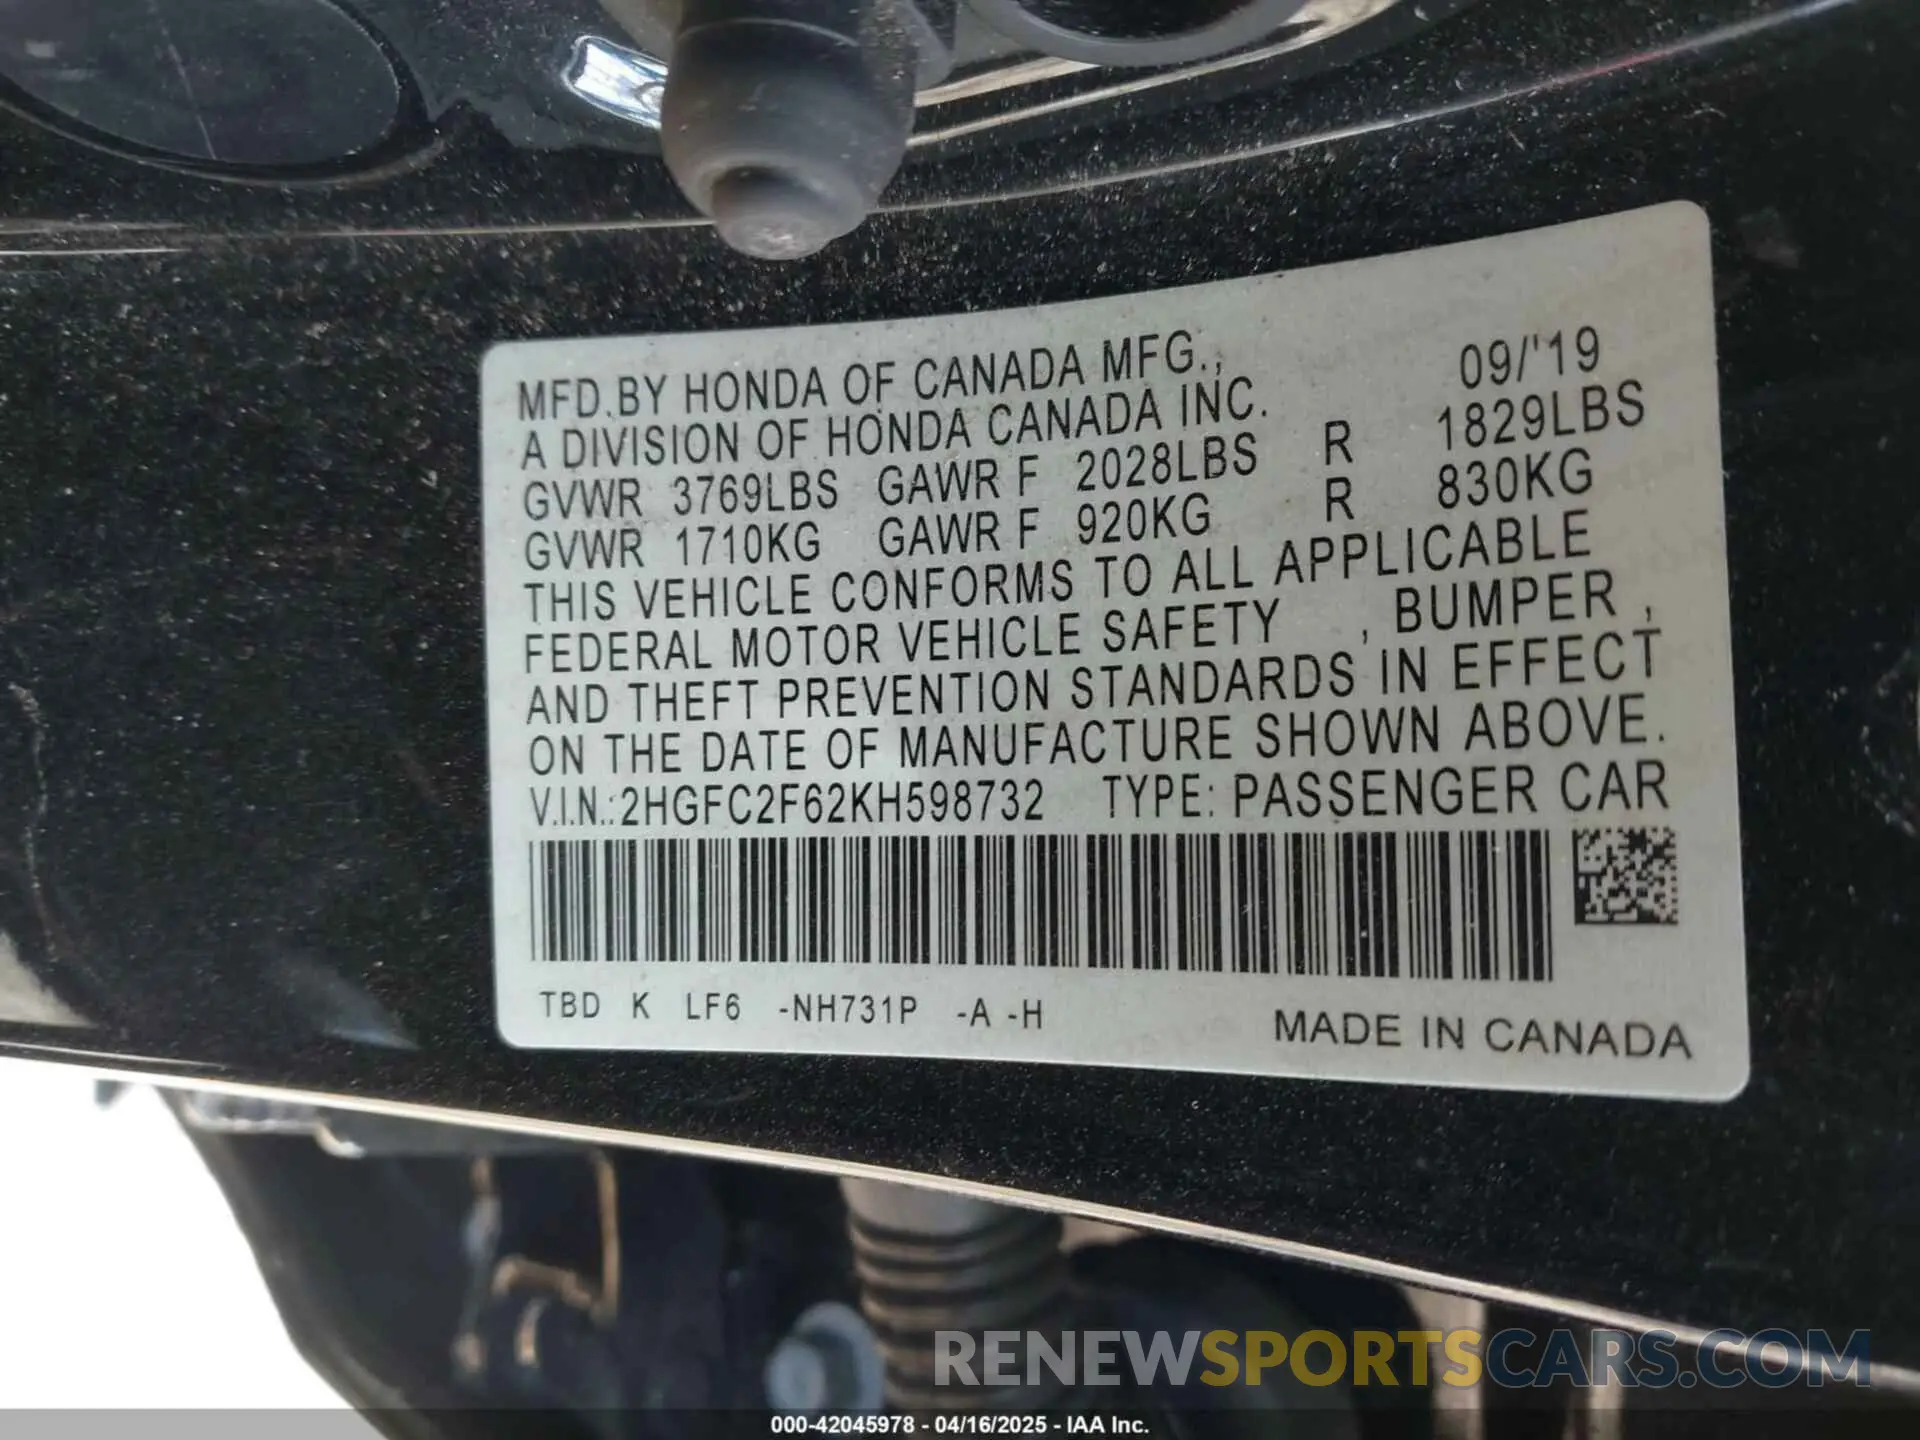 MFD.BY HONDA OF CANADA MFG., 09/'19
A DIVISION OF HONDA CANADA INC.
GVWR 3769LBS GAWR F 2028LBS R 1829LBS
GVWR 1710KG GAWR F 920KG R 830KG
THIS VEHICLE CONFORMS TO ALL APPLICABLE
FEDERAL MOTOR VEHICLE SAFETY , BUMPER ,
AND THEFT PREVENTION STANDARDS IN EFFECT
ON THE DATE OF MANUFACTURE SHOWN ABOVE.
V.I.N.:2HGFC2F62KH598732 TYPE: PASSENGER CAR
TBD K LF6 -NH731P -A -H
MADE IN CANADA
RENEWSPORTSCARS.COM
000-42045978 - 04/16/2025 - IAA Inc.